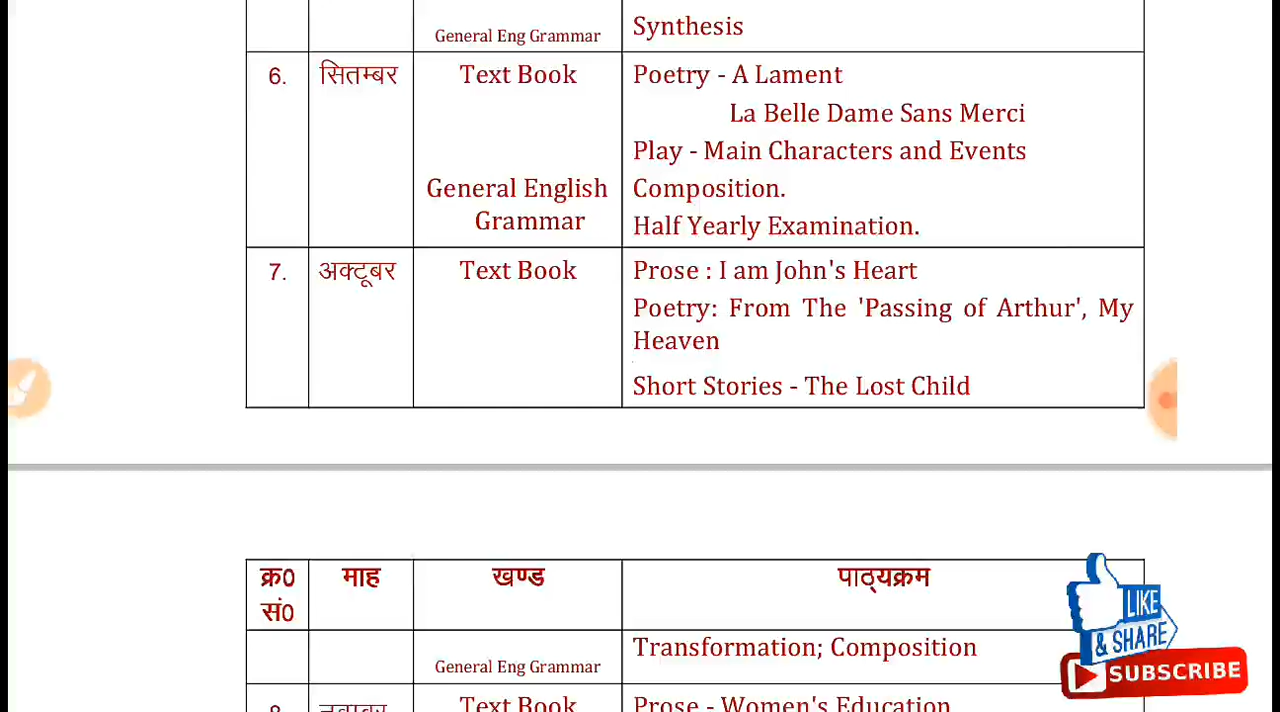 General Eng Grammar Synthesis
6. सितम्बर Text Book Poetry - A Lament
La Belle Dame Sans Merci
Play - Main Characters and Events
General English Composition.
Grammar Half Yearly Examination.
7. अक्टूबर Text Book Prose : I am John's Heart
Poetry: From The 'Passing of Arthur', My
Heaven
Short Stories - The Lost Child
क्र0 माह खण्ड पाठ्यक्रम
सं0
General Eng Grammar Transformation; Composition
8. नवम्बर Text Book Prose - Women's Education
LIKE
& SHARE
SUBSCRIBE